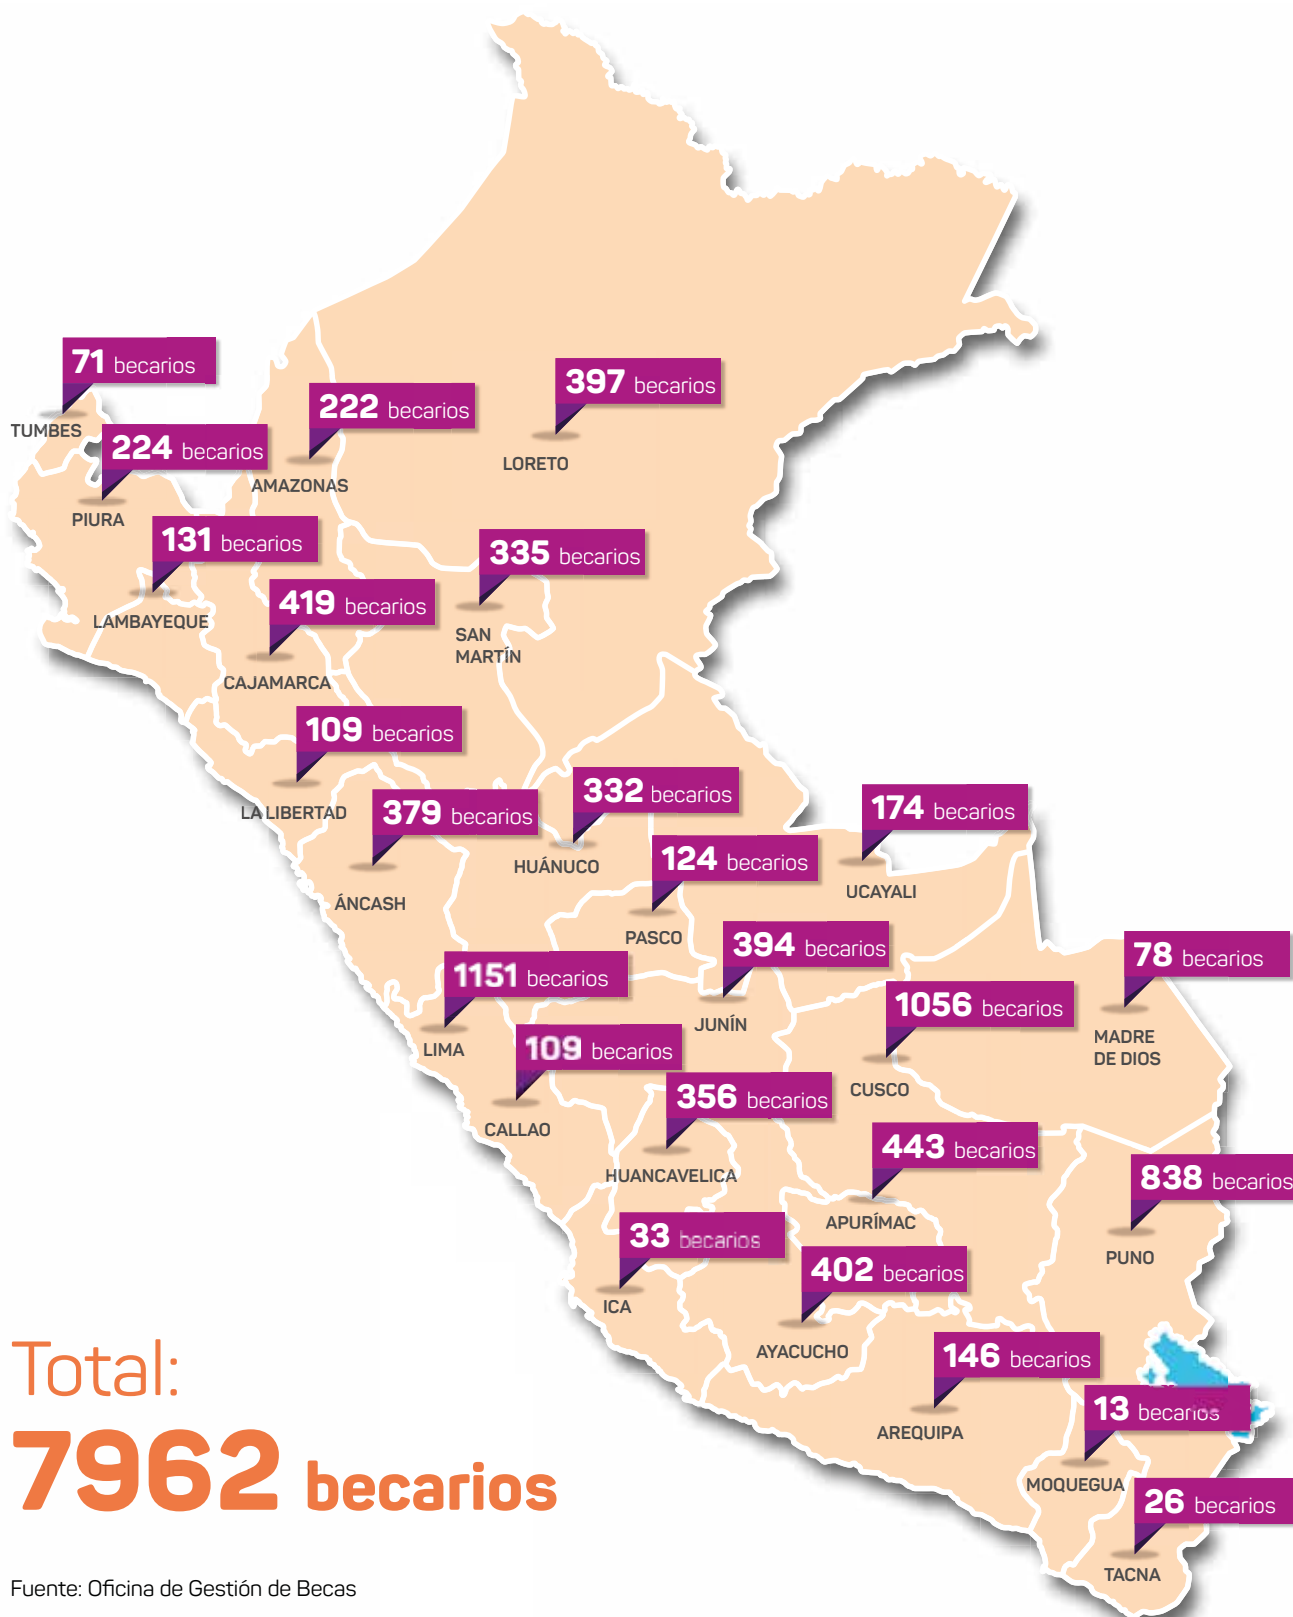 71 becarios
TUMBES
397 becarios
LORETO
222 becarios
AMAZONAS
224 becarios
PIURA
131 becarios
LAMBAYEQUE
335 becarios
SAN
MARTÍN
419 becarios
CAJAMARCA
109 becarios
LA LIBERTAD
379 becarios
ÁNCASH
332 becarios
HUÁNUCO
174 becarios
UCAYALI
124 becarios
PASCO
394 becarios
JUNÍN
78 becarios
MADRE
DE DIOS
1151 becarios
LIMA
1056 becarios
CUSCO
109 becarios
CALLAO
356 becarios
HUANCAVELICA
443 becarios
APURÍMAC
838 becarios
PUNO
33 becarios
ICA
402 becarios
AYACUCHO
146 becarios
AREQUIPA
13 becarios
MOQUEGUA
26 becarios
TACNA
Total:
7962 becarios
Fuente: Oficina de Gestión de Becas